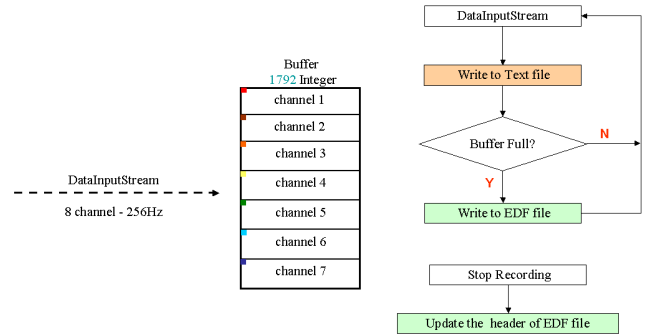 DataInputStream
8 channel - 256Hz
Buffer
1792 Integer
channel 1
channel 2
channel 3
channel 4
channel 5
channel 6
channel 7
DataInputStream
Write to Text file
Buffer Full?
N
Y
Write to EDF file
Stop Recording
Update the header of EDF file